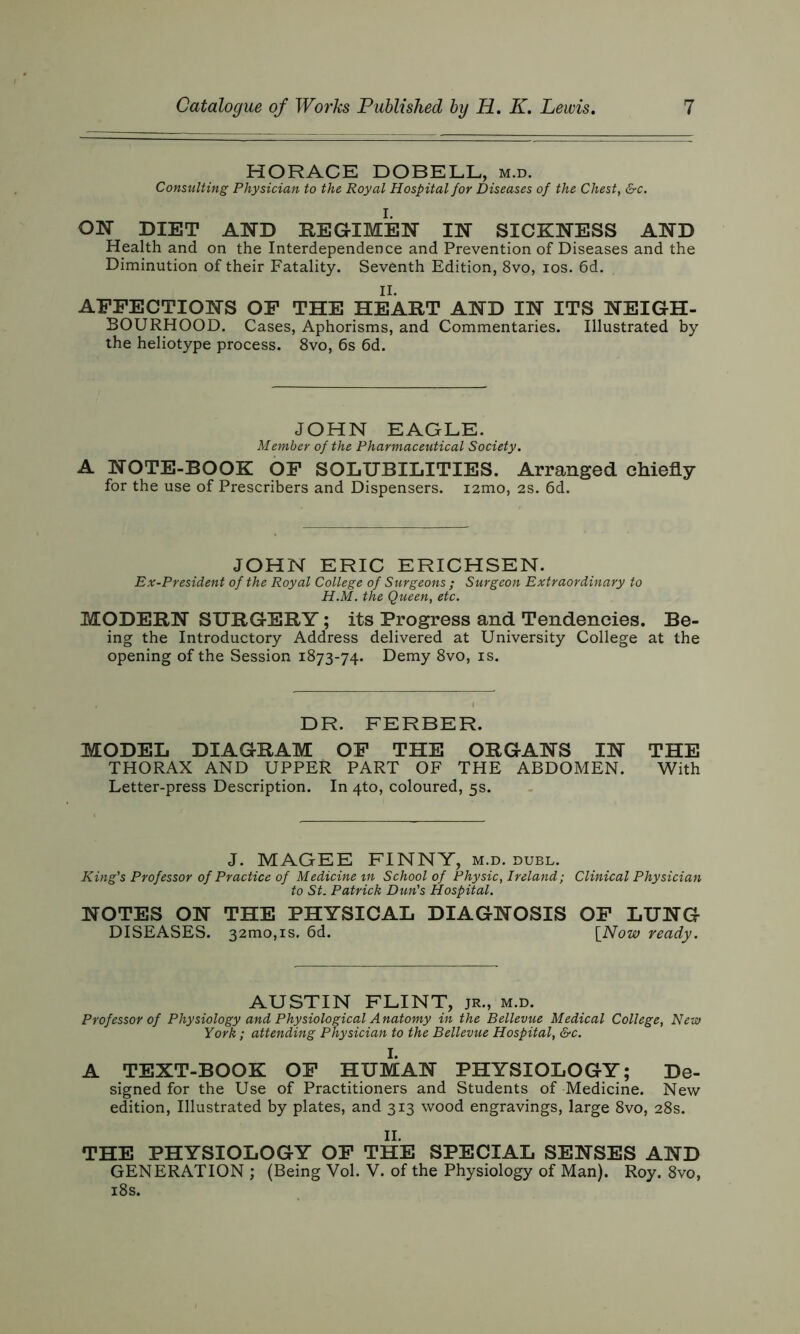 Catalogue of Works Published by H. K. Lewis. 7
HORACE DOBELL, M.D.
Consulting Physician to the Royal Hospital for Diseases of the Chest, &c.
I.
ON DIET AND REGIMEN IN SICKNESS AND
Health and on the Interdependence and Prevention of Diseases and the
Diminution of their Fatality. Seventh Edition, 8vo, 10s. 6d.
II.
AFFECTIONS OF THE HEART AND IN ITS NEIGH-
BOURHOOD. Cases, Aphorisms, and Commentaries. Illustrated by
the heliotype process. 8vo, 6s 6d.
JOHN EAGLE.
Member of the Pharmaceutical Society.
A NOTE-BOOK OF SOLUBILITIES. Arranged chiefly
for the use of Prescribers and Dispensers. 12mo, 2s. 6d.
JOHN ERIC ERICHSEN.
Ex-President of the Royal College of Surgeons; Surgeon Extraordinary to
H.M. the Queen, etc.
MODERN SURGERY; its Progress and Tendencies. Be-
ing the Introductory Address delivered at University College at the
opening of the Session 1873-74. Demy 8vo, 1s.
DR. FERBER.
MODEL DIAGRAM OF THE ORGANS IN THE
THORAX AND UPPER PART OF THE ABDOMEN. With
Letter-press Description. In 4to, coloured, 5s.
J. MAGEE FINNY, M.D. DUBL.
King's Professor of Practice of Medicine in School of Physic, Ireland; Clinical Physician
to St. Patrick Dun's Hospital.
NOTES ON THE PHYSICAL DIAGNOSIS OF LUNG
DISEASES. 32mo,1s. 6d. [Now ready.
AUSTIN FLINT, JR., M.D.
Professor of Physiology and Physiological Anatomy in the Bellevue Medical College, New
York; attending Physician to the Bellevue Hospital, &c.
I.
A TEXT-BOOK OF HUMAN PHYSIOLOGY; De-
signed for the Use of Practitioners and Students of Medicine. New
edition, Illustrated by plates, and 313 wood engravings, large 8vo, 28s.
II.
THE PHYSIOLOGY OF THE SPECIAL SENSES AND
GENERATION; (Being Vol. V. of the Physiology of Man). Roy. 8vo,
18s.